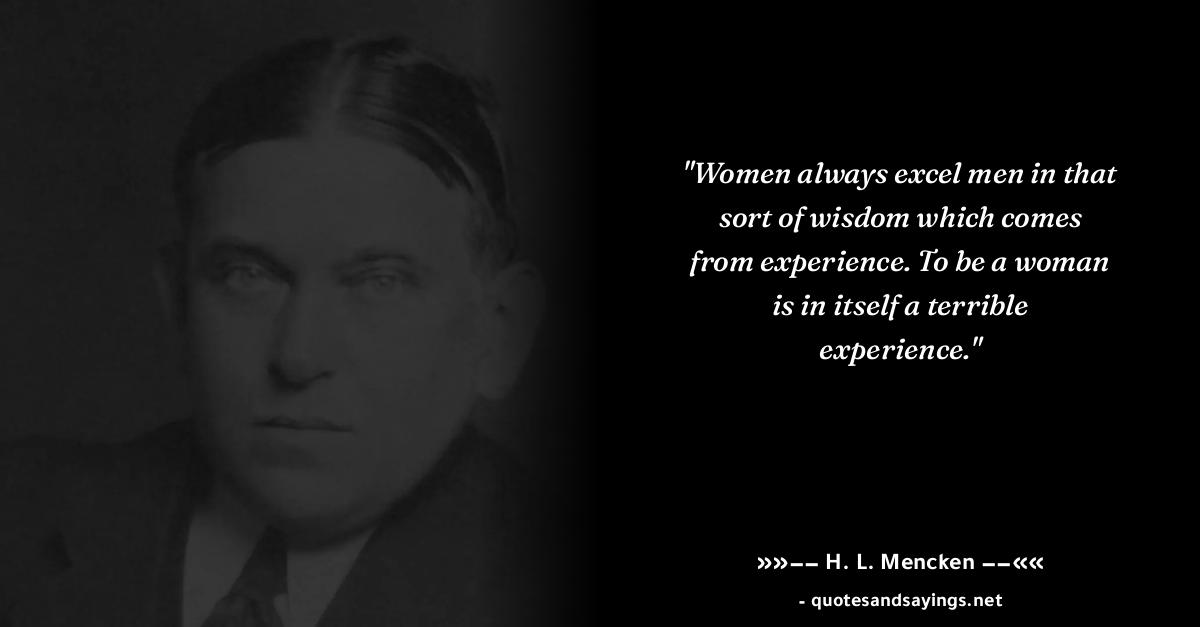 "Women always excel men in that
sort of wisdom which comes
from experience. To be a woman
is in itself a terrible
experience."
»»−− H. L. Mencken −−««
- quotesandsayings.net